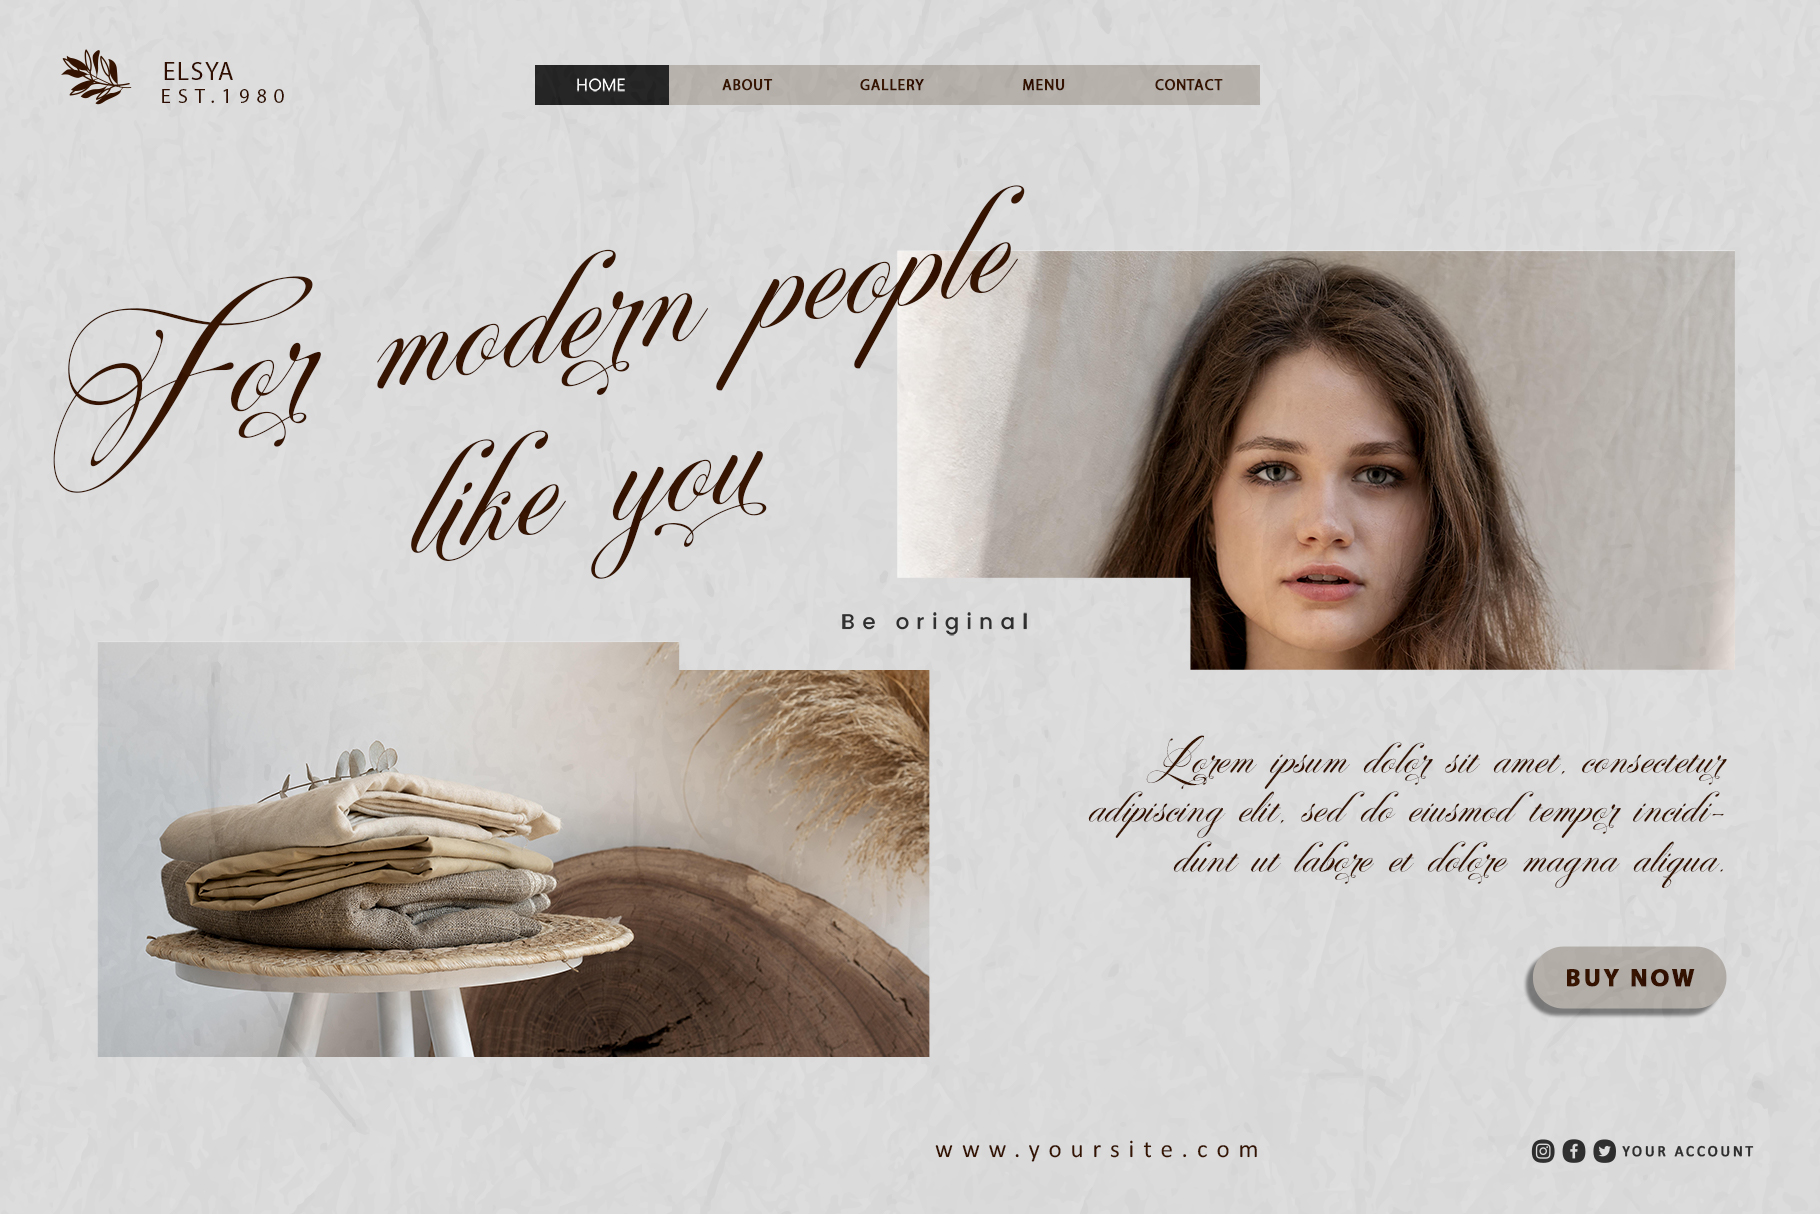 ELSYA
EST.1980
HOME ABOUT GALLERY MENU CONTACT
For modern people
like you
Be original
Lorem ipsum dolor sit amet, consectetur
adipiscing elit, sed do eiusmod tempor incidi-
dunt ut labore et dolore magna aliqua.
BUY NOW
www.yoursite.com
YOUR ACCOUNT